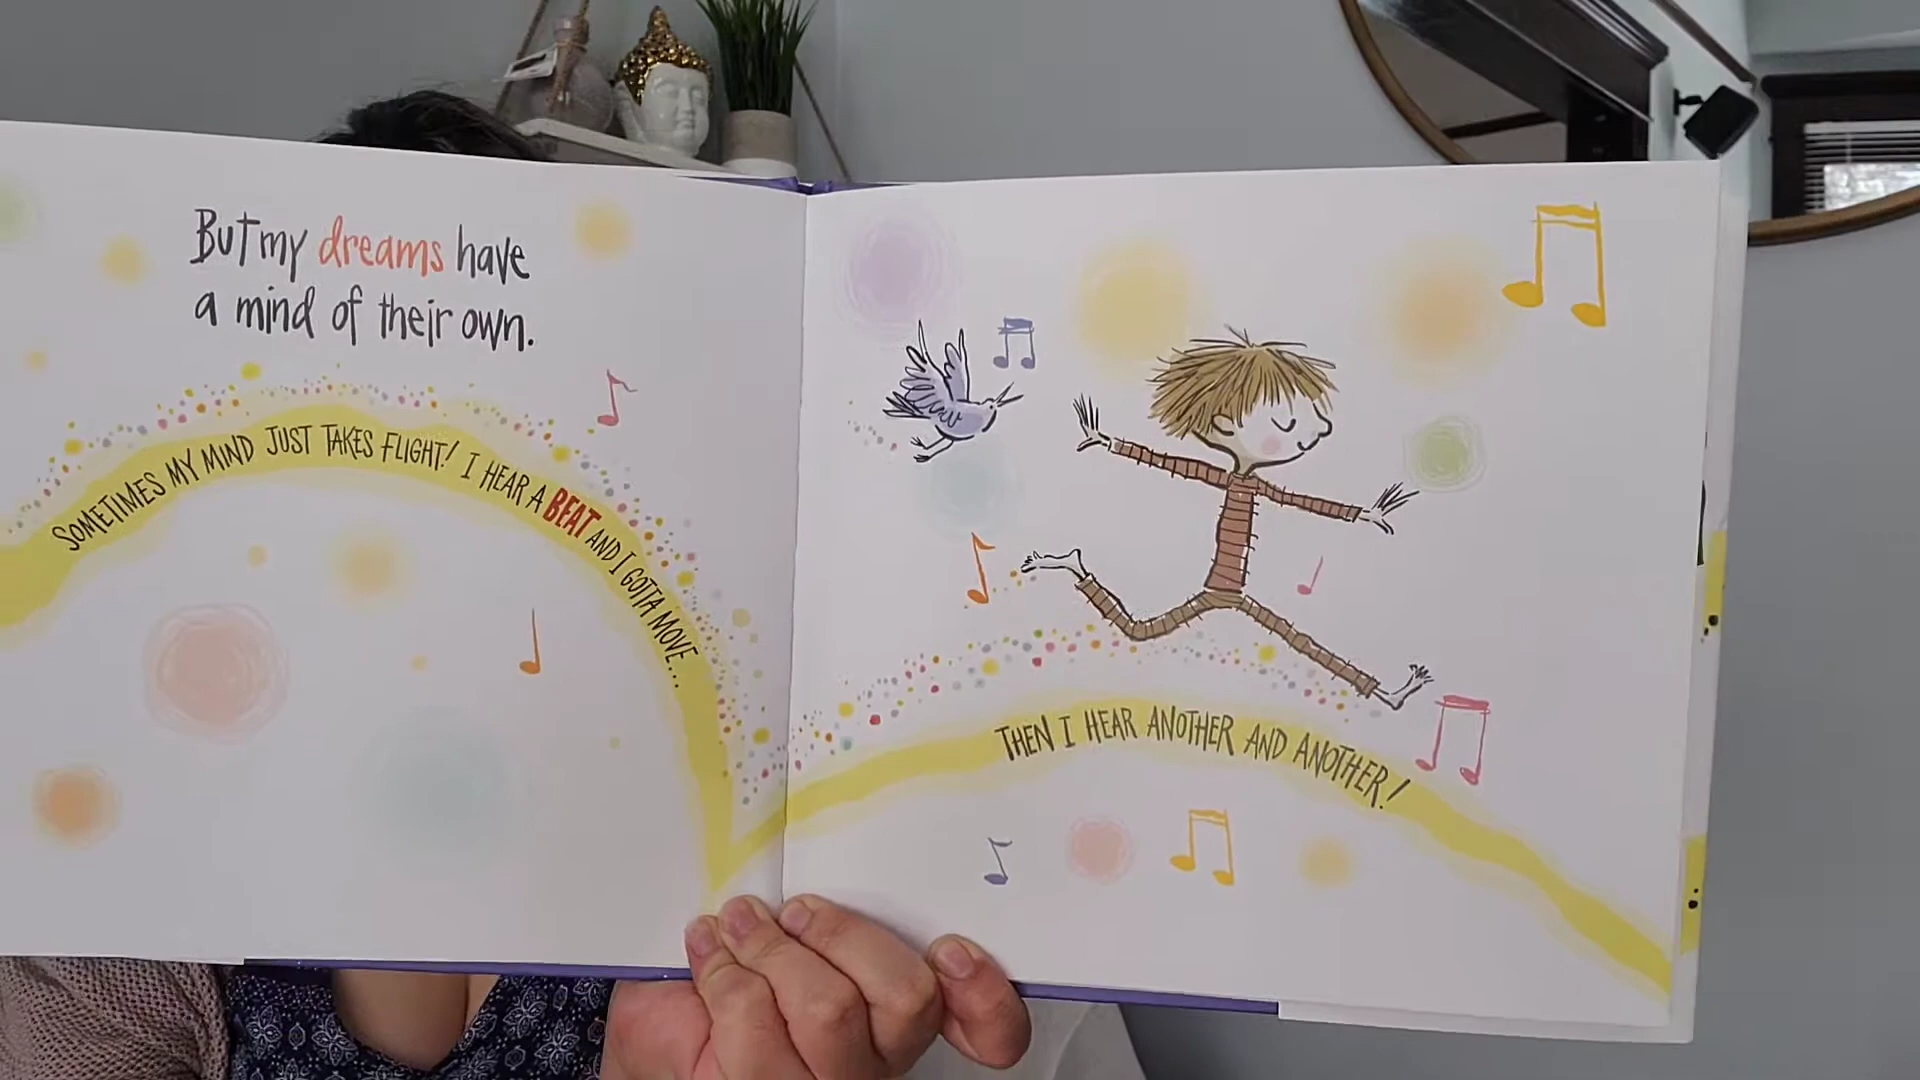 But my dreams have
a mind of their own.
SOMETIMES MY MIND JUST TAKES FLIGHT! I HEAR A BEAT AND I GOTTA MOVE...
THEN I HEAR ANOTHER AND ANOTHER!